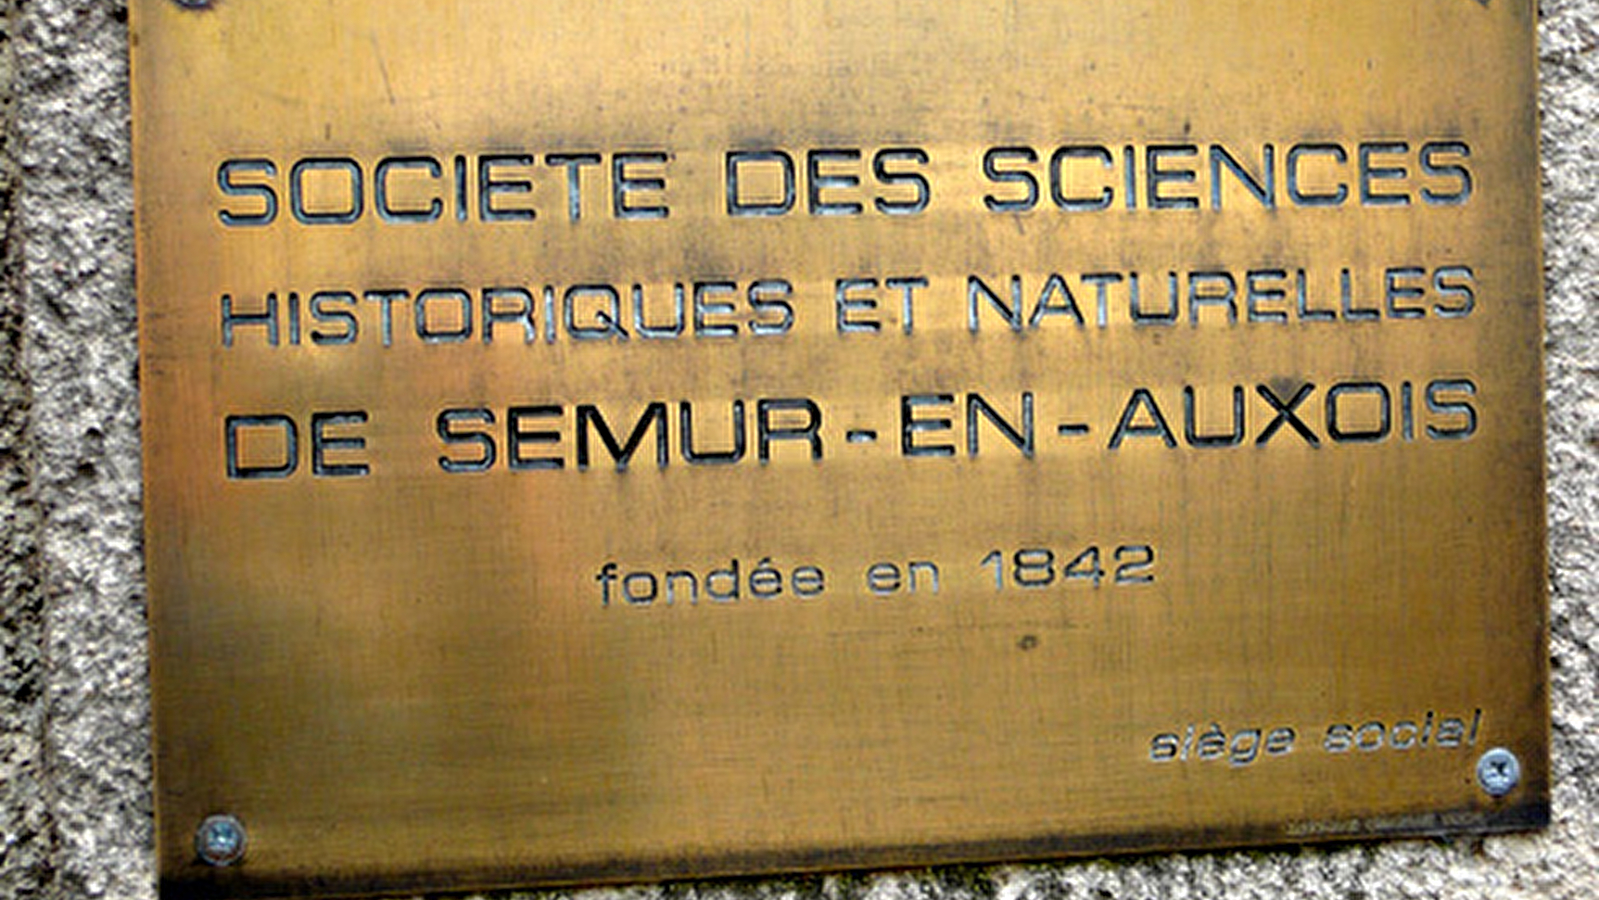 SOCIETE DES SCIENCES
HISTORIQUES ET NATURELLES
DE SEMUR-EN-AUXOIS
fondée en 1842
siège social